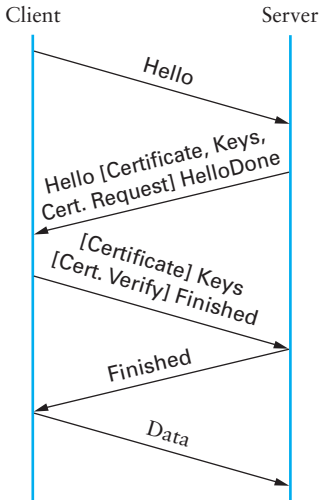 Client Server
Hello
Hello [Certificate, Keys,
Cert. Request] HelloDone
[Certificate] Keys
[Cert. Verify] Finished
Finished
Data